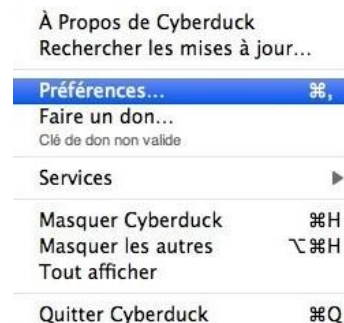 À Propos de Cyberduck
Rechercher les mises à jour...
Préférences... ⌘,
Faire un don...
Clé de don non valide
Services ▶
Masquer Cyberduck ⌘H
Masquer les autres ⌥⌘H
Tout afficher
Quitter Cyberduck ⌘Q